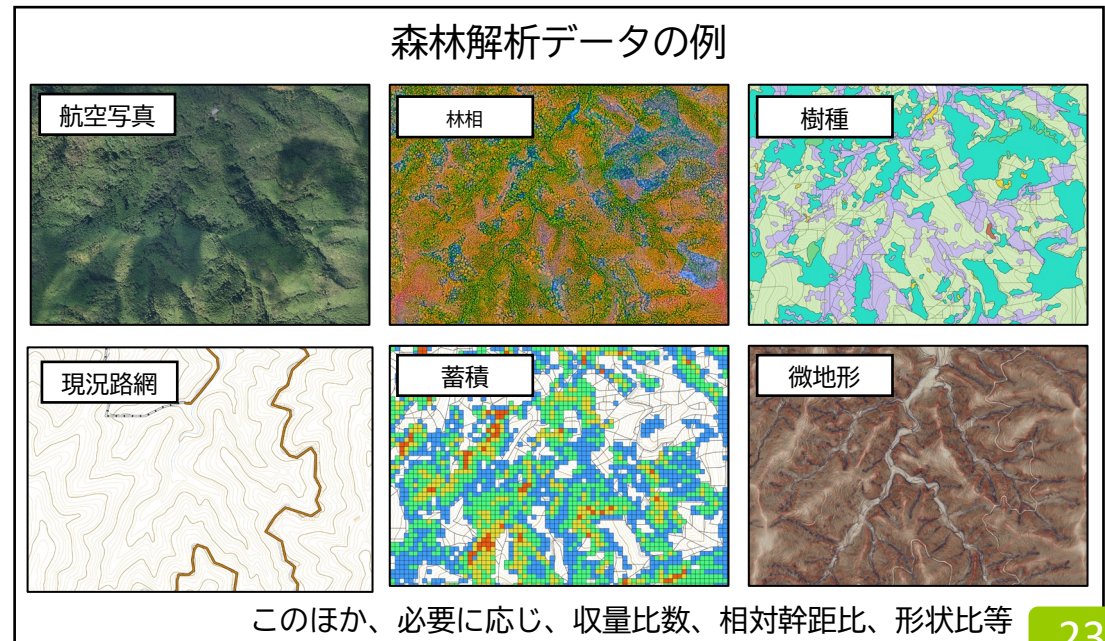 森林解析データの例
航空写真
林相
樹種
現況路網
蓄積
微地形
このほか、必要に応じ、収量比数、相対幹距比、形状比等
23